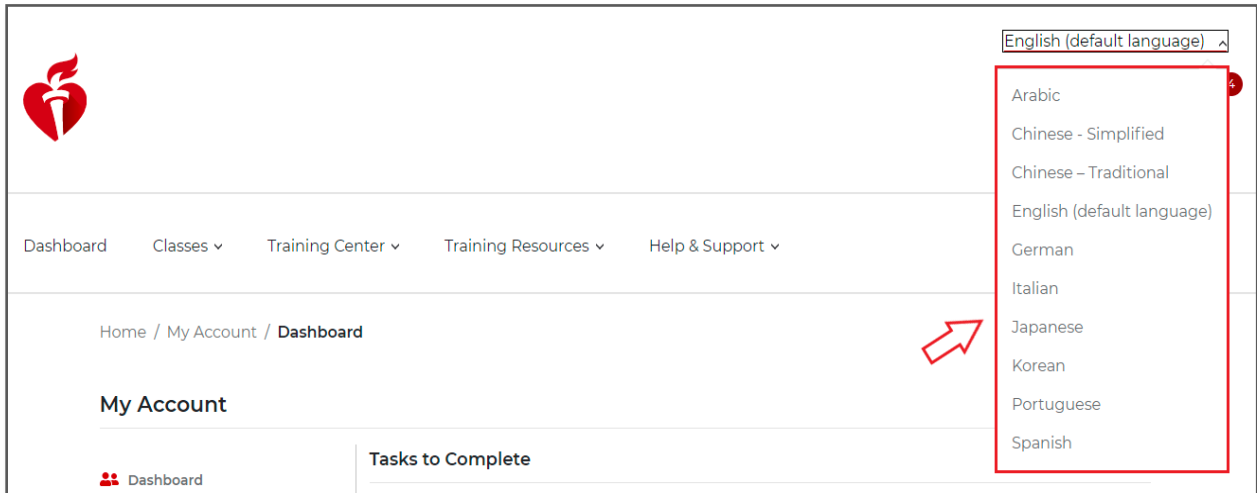 English (default language)
4
Arabic
Chinese - Simplified
Chinese – Traditional
English (default language)
German
Italian
Japanese
Korean
Portuguese
Spanish
Dashboard Classes Training Center Training Resources Help & Support
Home / My Account / Dashboard
My Account
Dashboard
Tasks to Complete